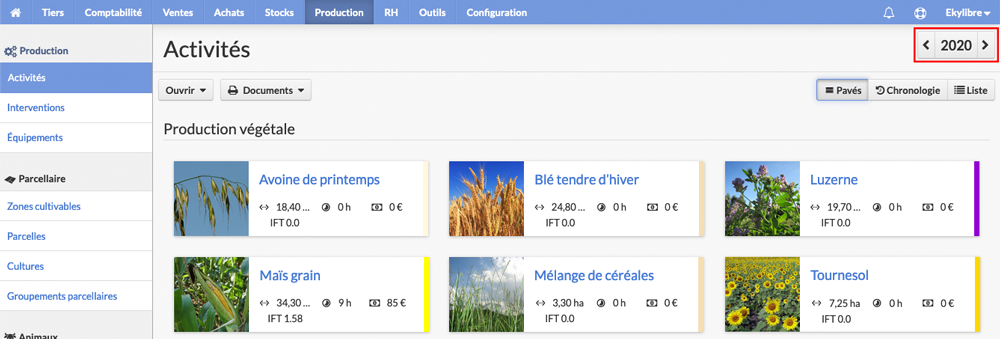 Tiers Comptabilité Ventes Achats Stocks Production RH Outils Configuration Ekylibre
Production
Activités
Interventions
Équipements
Parcellaire
Zones cultivables
Parcelles
Cultures
Groupements parcellaires
Animaux
Activités
2020
Ouvrir Documents Pavés Chronologie Liste
Production végétale
Avoine de printemps
18,40 ... 0 h 0 €
IFT 0.0
Blé tendre d'hiver
24,80 ... 0 h 0 €
IFT 0.0
Luzerne
19,70 ... 0 h 0 €
IFT 0.0
Maïs grain
34,30 ... 9 h 85 €
IFT 1.58
Mélange de céréales
3,30 ha 0 h 0 €
IFT 0.0
Tournesol
7,25 ha 0 h 0 €
IFT 0.0